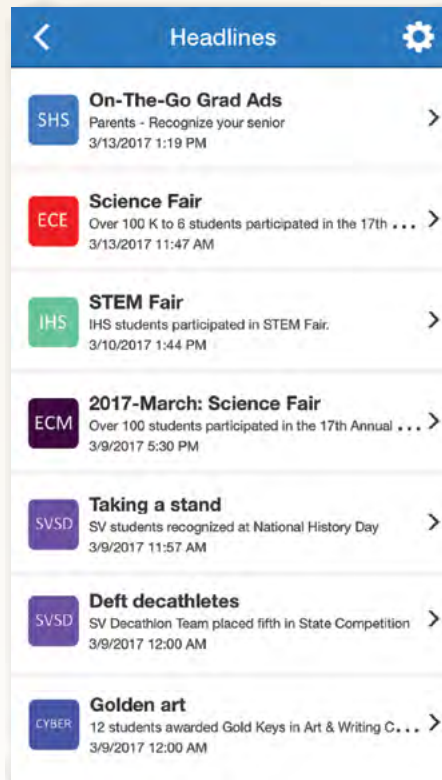 Headlines
SHS
On-The-Go Grad Ads
Parents - Recognize your senior
3/13/2017 1:19 PM
ECE
Science Fair
Over 100 K to 6 students participated in the 17th ...
3/13/2017 11:47 AM
IHS
STEM Fair
IHS students participated in STEM Fair.
3/10/2017 1:44 PM
ECM
2017-March: Science Fair
Over 100 students participated in the 17th Annual ...
3/9/2017 5:30 PM
SVSD
Taking a stand
SV students recognized at National History Day
3/9/2017 11:57 AM
SVSD
Deft decathletes
SV Decathlon Team placed fifth in State Competition
3/9/2017 12:00 AM
CYBER
Golden art
12 students awarded Gold Keys in Art & Writing C...
3/9/2017 12:00 AM